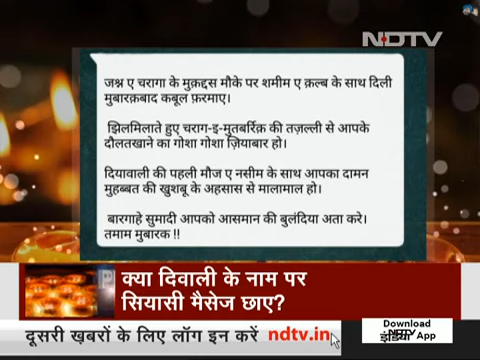 NDTV
जश्न ए चरागा के मुक़द्दस मौके पर शमीम ए क़ल्ब के साथ दिली
मुबारक़बाद कबूल फ़रमाए।
झिलमिलाते हुए चराग-इ-मुतबर्रिक़ की तज़ल्ली से आपके
दौलतखाने का गोशा गोशा ज़ियाबार हो।
दियावाली की पहली मौज ए नसीम के साथ आपका दामन
मुहब्बत की खुशबू के अहसास से मालामाल हो।
बारगाहे सुमादी आपको आसमान की बुलंदिया अता करे।
तमाम मुबारक !!
क्या दिवाली के नाम पर
सियासी मैसेज छाए?
दूसरी ख़बरों के लिए लॉग इन करें ndtv.in
Download
NDTV App
इंडिया